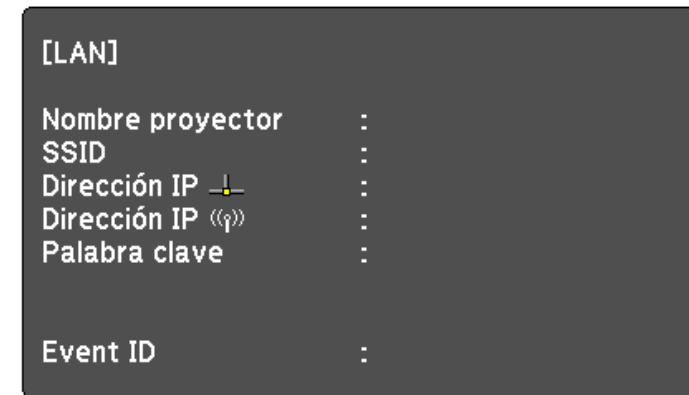 [LAN]
Nombre proyector :
SSID :
Dirección IP :
Dirección IP :
Palabra clave :
Event ID :